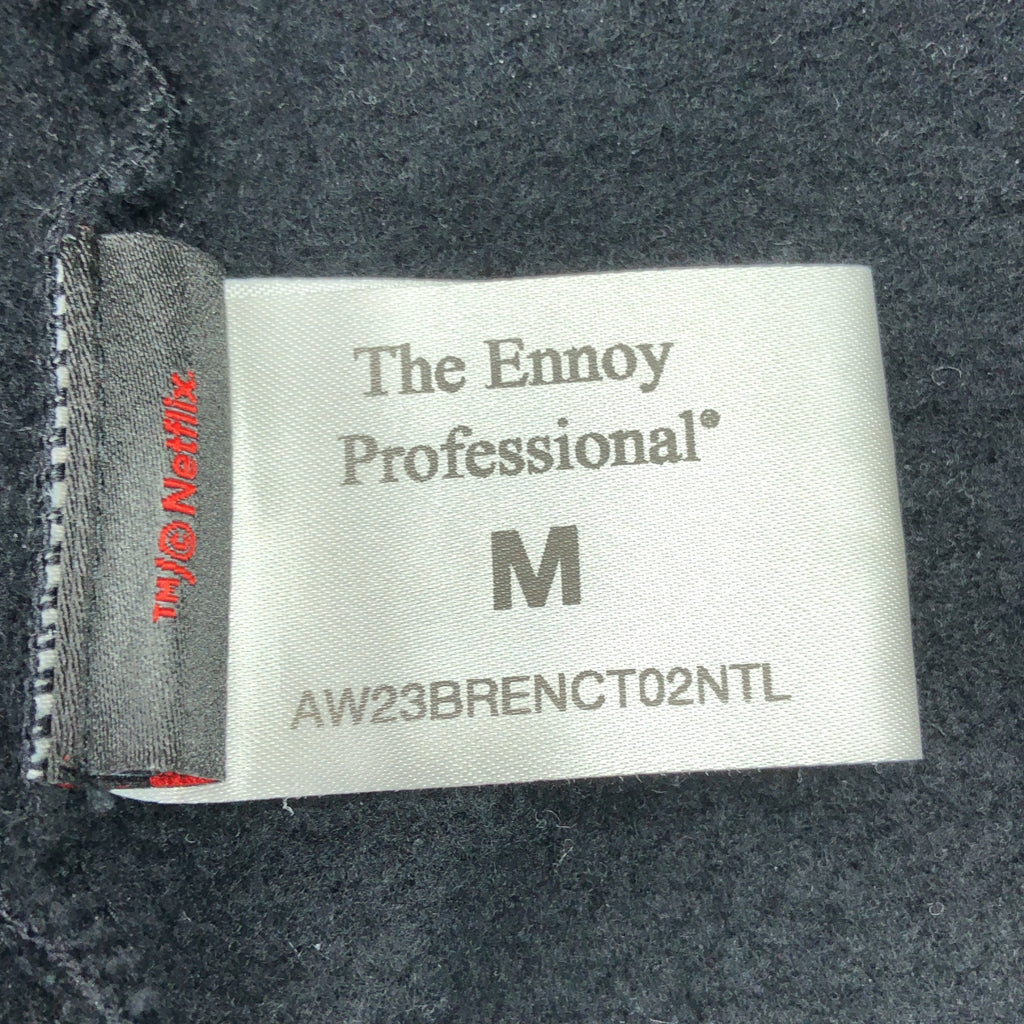 The Ennoy
Professional®
M
AW23BRENCT02NTL
TM/© Netflix.